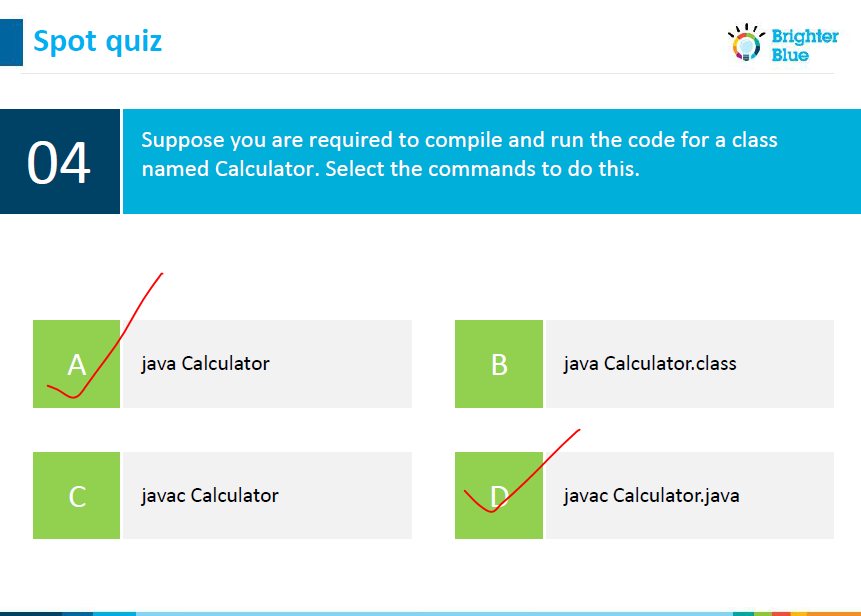 Spot quiz
Brighter
Blue
04
Suppose you are required to compile and run the code for a class
named Calculator. Select the commands to do this.
A
java Calculator
B
java Calculator.class
C
javac Calculator
D
javac Calculator.java